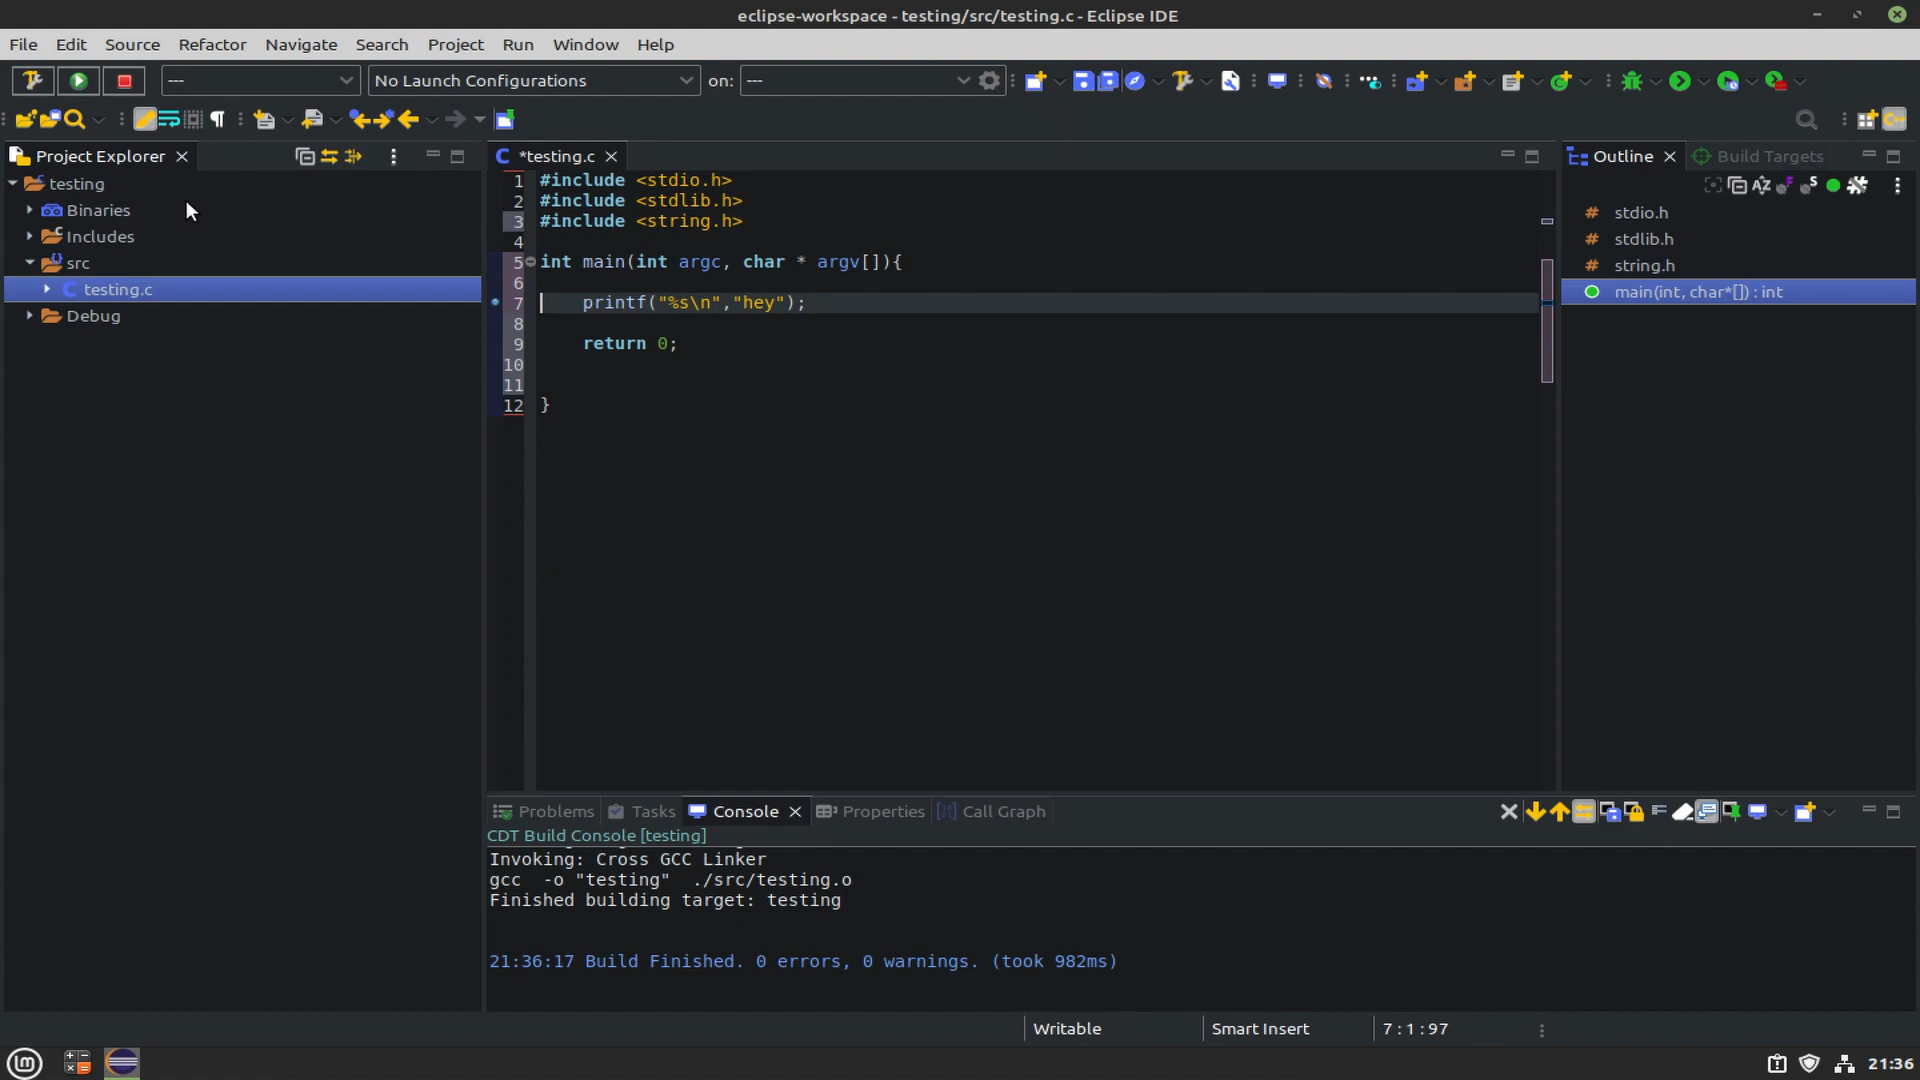 eclipse-workspace - testing/src/testing.c - Eclipse IDE
File Edit Source Refactor Navigate Search Project Run Window Help
--- No Launch Configurations on: ---
Project Explorer
testing
Binaries
Includes
src
testing.c
Debug
*testing.c
1 #include <stdio.h>
2 #include <stdlib.h>
3 #include <string.h>
4
5 int main(int argc, char * argv[]){
6
7 printf("%s\n","hey");
8
9 return 0;
10
11
12 }
Outline Build Targets
stdio.h
stdlib.h
string.h
main(int, char*[]) : int
Problems Tasks Console Properties Call Graph
CDT Build Console [testing]
Invoking: Cross GCC Linker
gcc -o "testing" ./src/testing.o
Finished building target: testing
21:36:17 Build Finished. 0 errors, 0 warnings. (took 982ms)
Writable Smart Insert 7 : 1 : 97
21:36